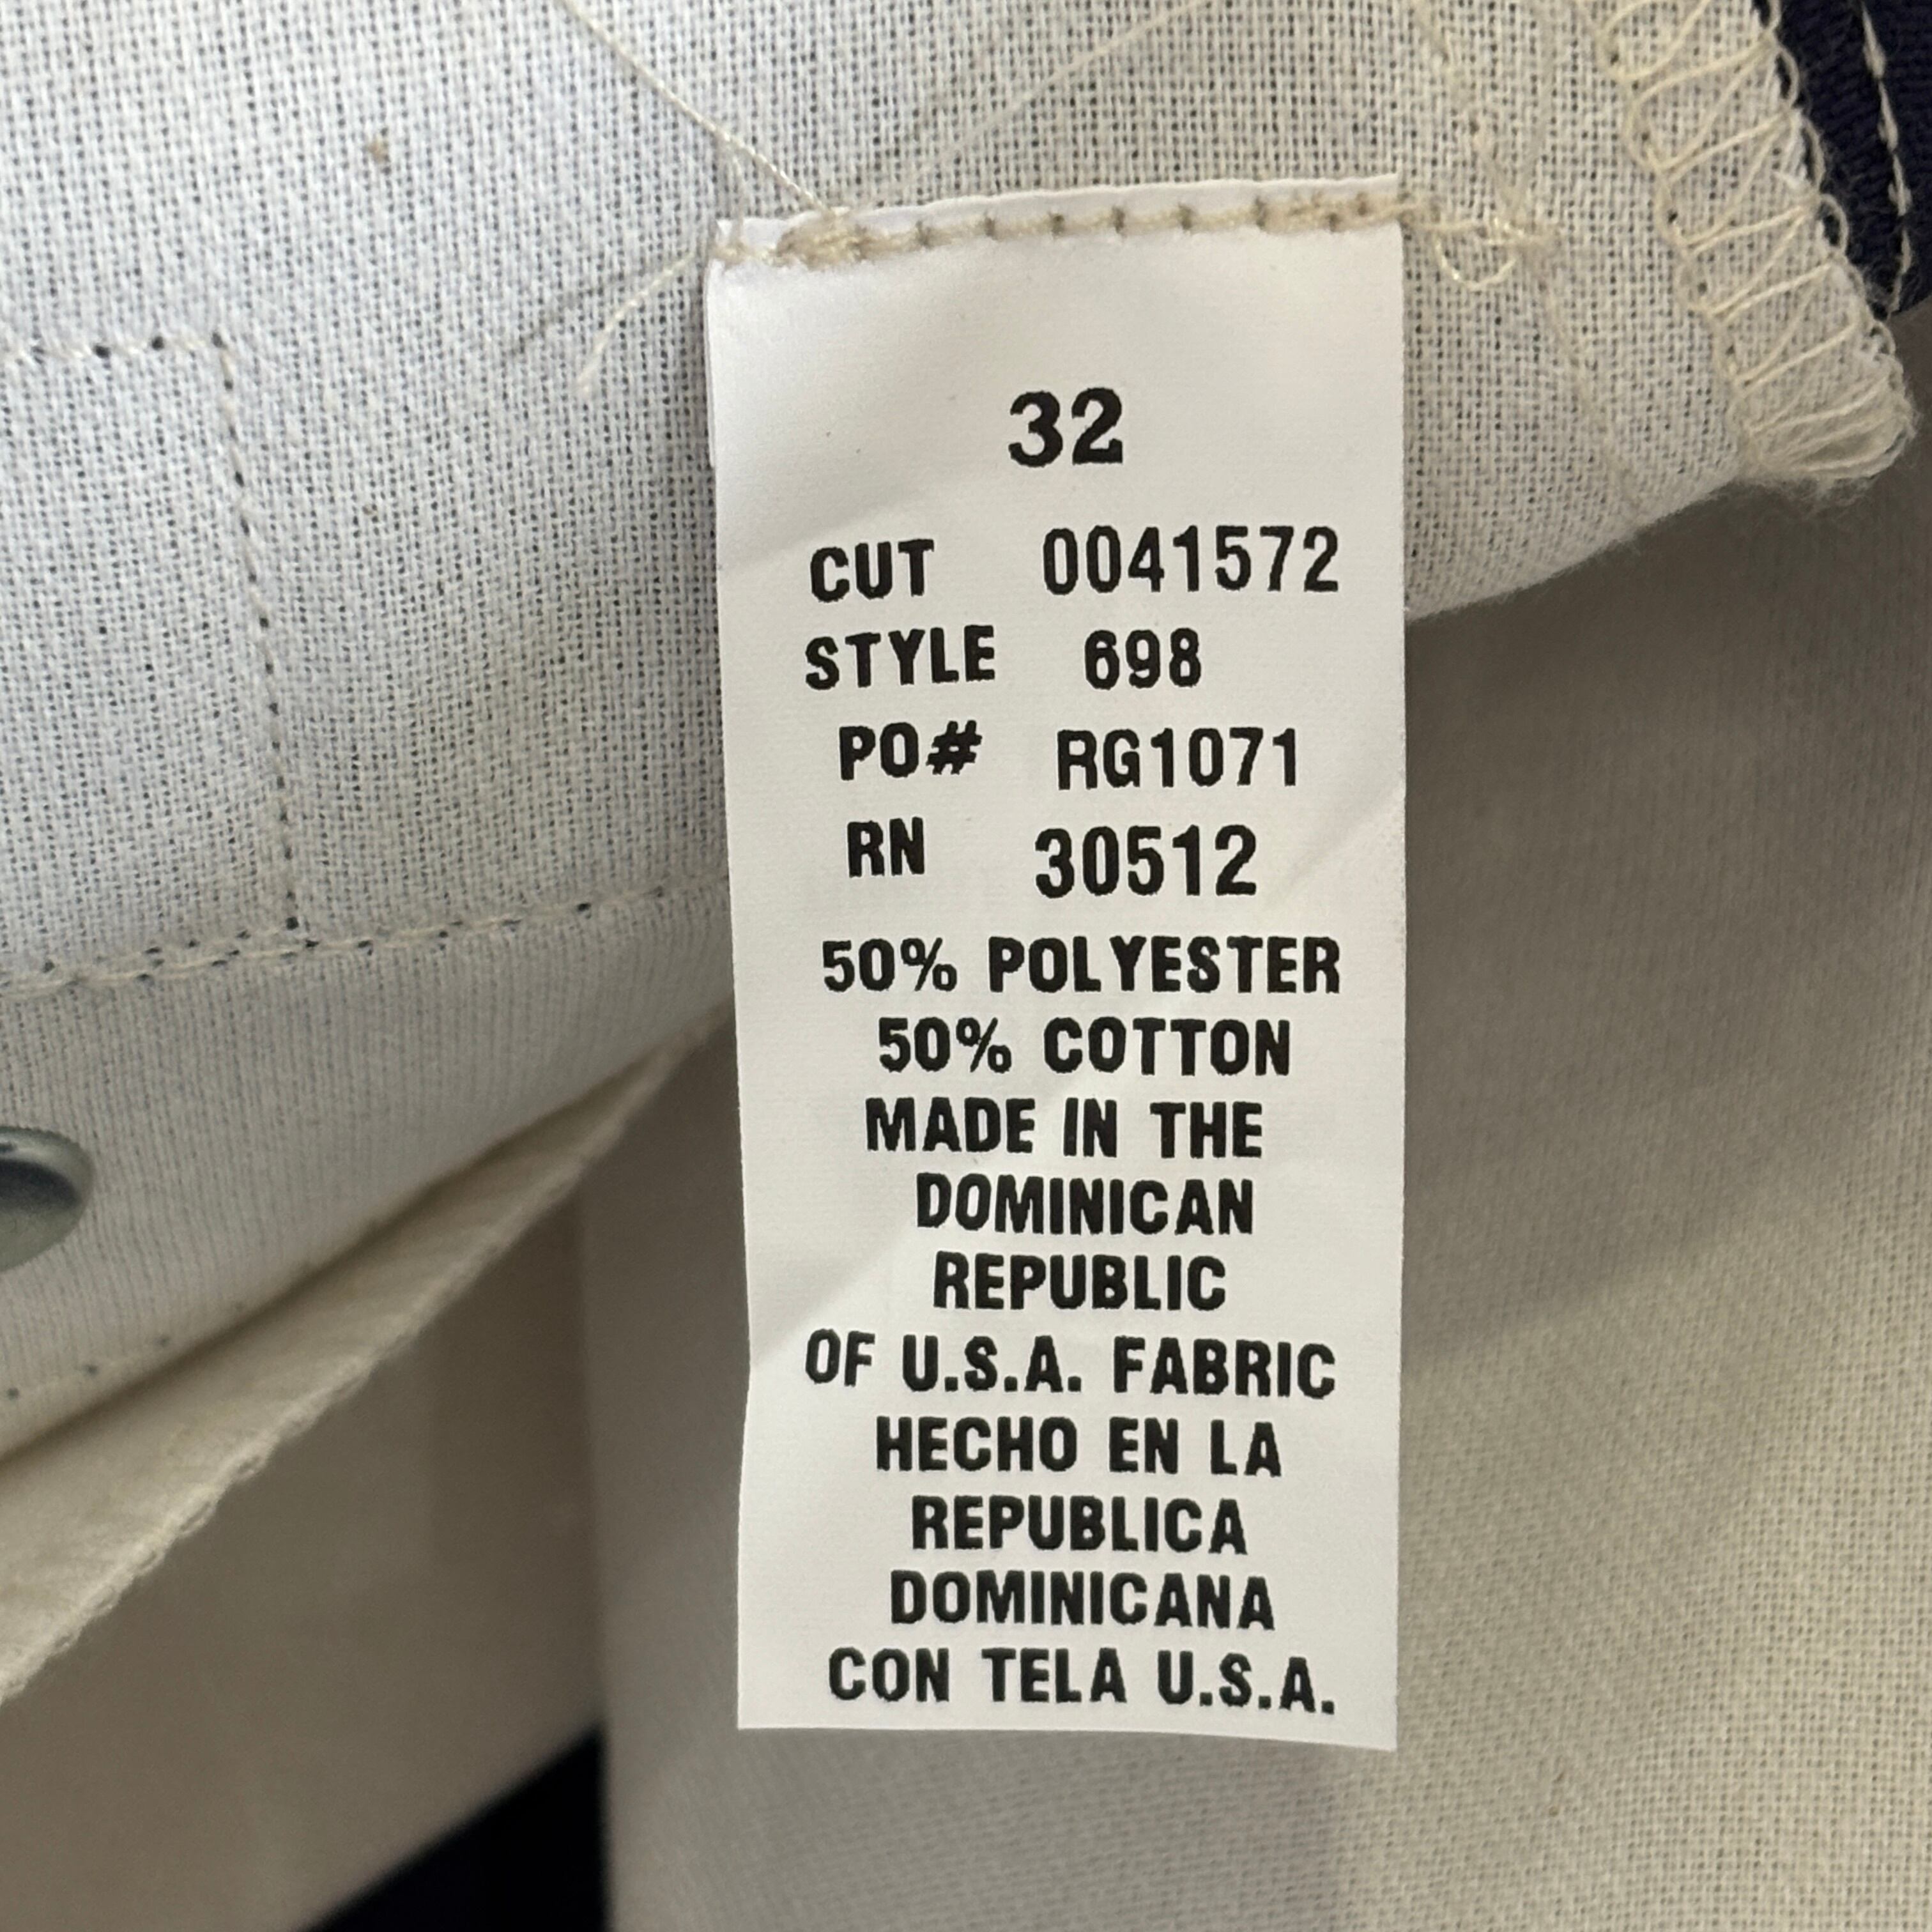 32
CUT 0041572
STYLE 698
PO# RG1071
RN 30512
50% POLYESTER
50% COTTON
MADE IN THE
DOMINICAN
REPUBLIC
OF U.S.A. FABRIC
HECHO EN LA
REPUBLICA
DOMINICANA
CON TELA U.S.A.